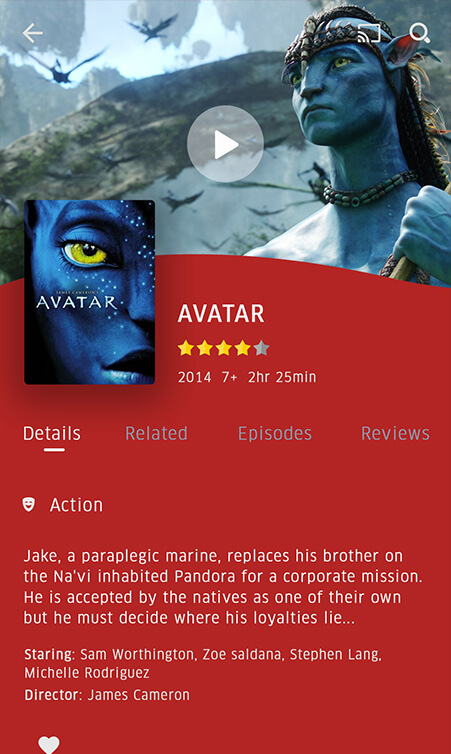 JAMES CAMERON'S
AVATAR
AVATAR
2014 7+ 2hr 25min
Details Related Episodes Reviews
Action
Jake, a paraplegic marine, replaces his brother on
the Na'vi inhabited Pandora for a corporate mission.
He is accepted by the natives as one of their own
but he must decide where his loyalties lie...
Staring: Sam Worthington, Zoe saldana, Stephen Lang,
Michelle Rodriguez
Director: James Cameron